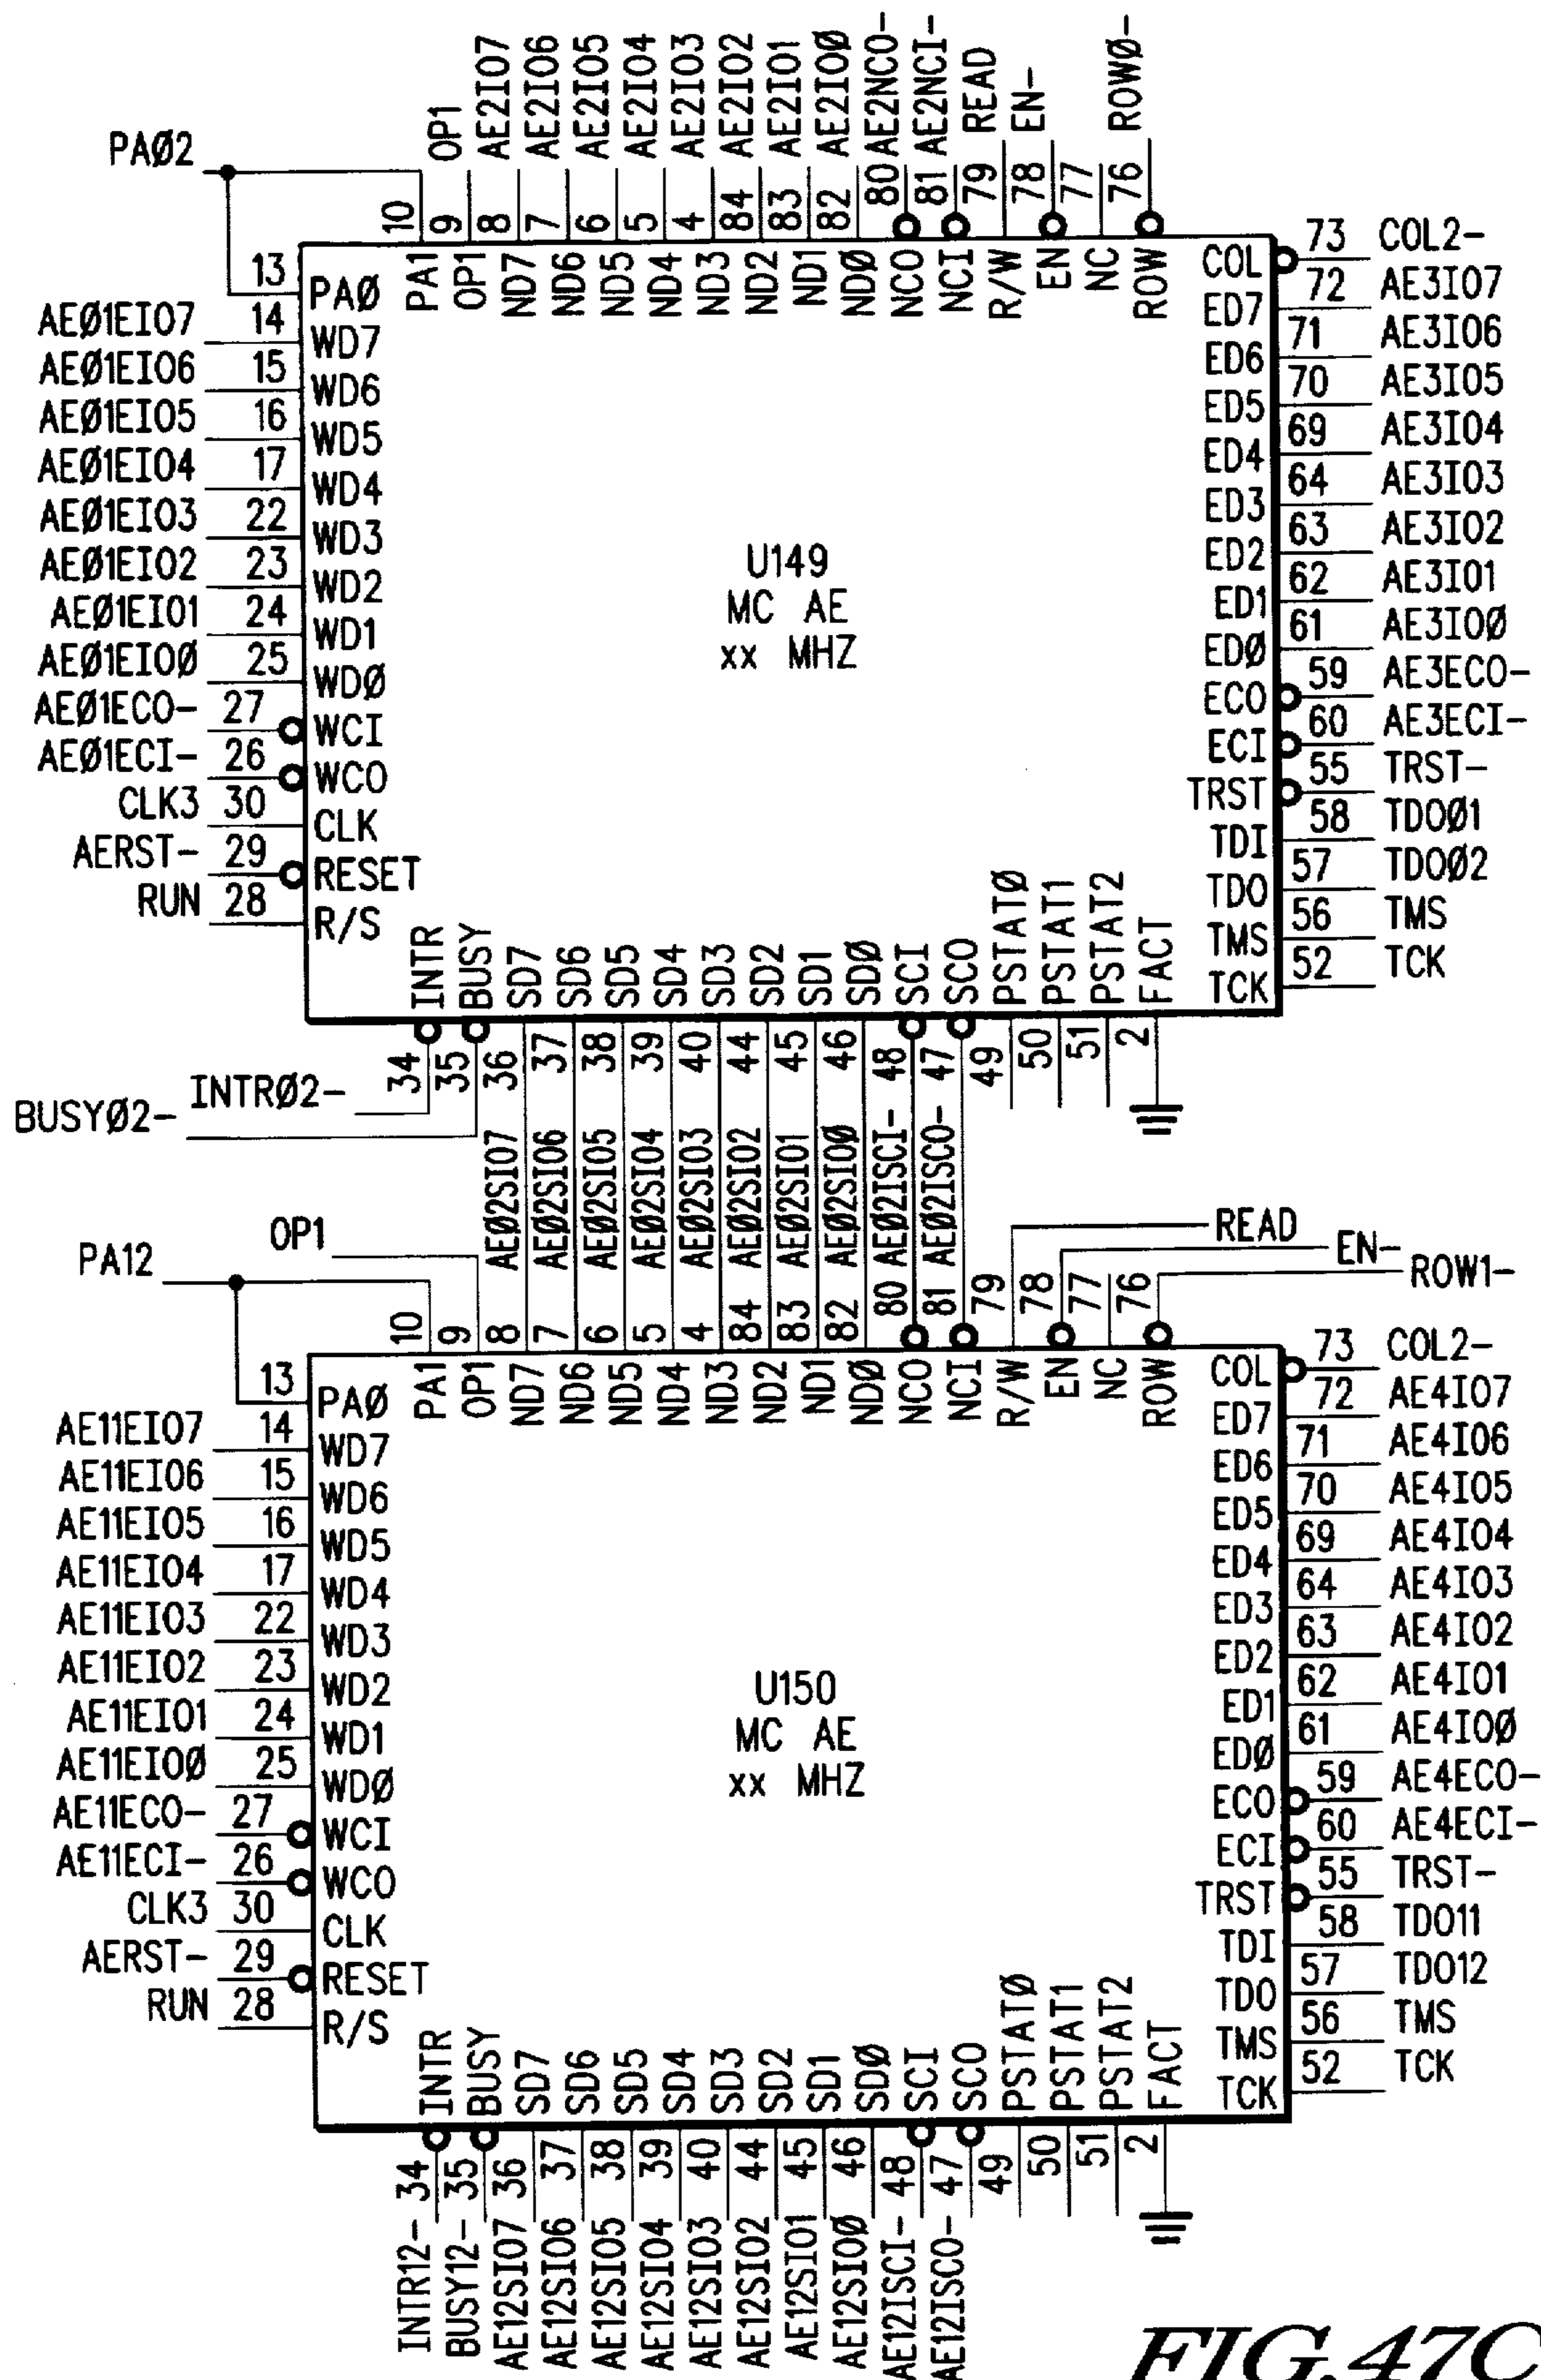 PAØ2
OP1
AE2IO7
AE2IO6
AE2IO5
AE2IO4
AE2IO3
AE2IO2
AE2IO1
AE2IOØ
AE2NCO-
AE2NCI-
READ
EN-
ROWØ-
10 9 8 7 6 5 4 84 83 82 80 81 79 78 77 76
PA1 OP1 ND7 ND6 ND5 ND4 ND3 ND2 ND1 NDØ NCO NCI R/W EN NC ROW
13 PAØ
AEØ1EIO7 14 WD7
AEØ1EIO6 15 WD6
AEØ1EIO5 16 WD5
AEØ1EIO4 17 WD4
AEØ1EIO3 22 WD3
AEØ1EIO2 23 WD2
AEØ1EIO1 24 WD1
AEØ1EIOØ 25 WDØ
AEØ1ECO- 27 WCI
AEØ1ECI- 26 WCO
CLK3 30 CLK
AERST- 29 RESET
RUN 28 R/S
U149
MC AE
xx MHZ
COL 73 COL2-
ED7 72 AE3IO7
ED6 71 AE3IO6
ED5 70 AE3IO5
ED4 69 AE3IO4
ED3 64 AE3IO3
ED2 63 AE3IO2
ED1 62 AE3IO1
EDØ 61 AE3IOØ
ECO 59 AE3ECO-
ECI 60 AE3ECI-
TRST 55 TRST-
TDI 58 TDOØ1
TDO 57 TDOØ2
TMS 56 TMS
TCK 52 TCK
INTR BUSY SD7 SD6 SD5 SD4 SD3 SD2 SD1 SDØ SCI SCO PSTATØ PSTAT1 PSTAT2 FACT
34 35 36 37 38 39 40 44 45 46 48 47 49 50 51 2
INTRØ2-
BUSYØ2-
AEØ2SIO7
AEØ2SIO6
AEØ2SIO5
AEØ2SIO4
AEØ2SIO3
AEØ2SIO2
AEØ2SIO1
AEØ2SIOØ
AEØ2ISCI-
AEØ2ISCO-
READ
EN-
ROW1-
OP1
PA12
10 9 8 7 6 5 4 84 83 82 80 81 79 78 77 76
PA1 OP1 ND7 ND6 ND5 ND4 ND3 ND2 ND1 NDØ NCO NCI R/W EN NC ROW
13 PAØ
AE11EIO7 14 WD7
AE11EIO6 15 WD6
AE11EIO5 16 WD5
AE11EIO4 17 WD4
AE11EIO3 22 WD3
AE11EIO2 23 WD2
AE11EIO1 24 WD1
AE11EIOØ 25 WDØ
AE11ECO- 27 WCI
AE11ECI- 26 WCO
CLK3 30 CLK
AERST- 29 RESET
RUN 28 R/S
U150
MC AE
xx MHZ
COL 73 COL2-
ED7 72 AE4IO7
ED6 71 AE4IO6
ED5 70 AE4IO5
ED4 69 AE4IO4
ED3 64 AE4IO3
ED2 63 AE4IO2
ED1 62 AE4IO1
EDØ 61 AE4IOØ
ECO 59 AE4ECO-
ECI 60 AE4ECI-
TRST 55 TRST-
TDI 58 TDO11
TDO 57 TDO12
TMS 56 TMS
TCK 52 TCK
INTR BUSY SD7 SD6 SD5 SD4 SD3 SD2 SD1 SDØ SCI SCO PSTATØ PSTAT1 PSTAT2 FACT
34 35 36 37 38 39 40 44 45 46 48 47 49 50 51 2
INTR12-
BUSY12-
AE12SIO7
AE12SIO6
AE12SIO5
AE12SIO4
AE12SIO3
AE12SIO2
AE12SIO1
AE12SIOØ
AE12ISCI-
AE12ISCO-
FIG.47C